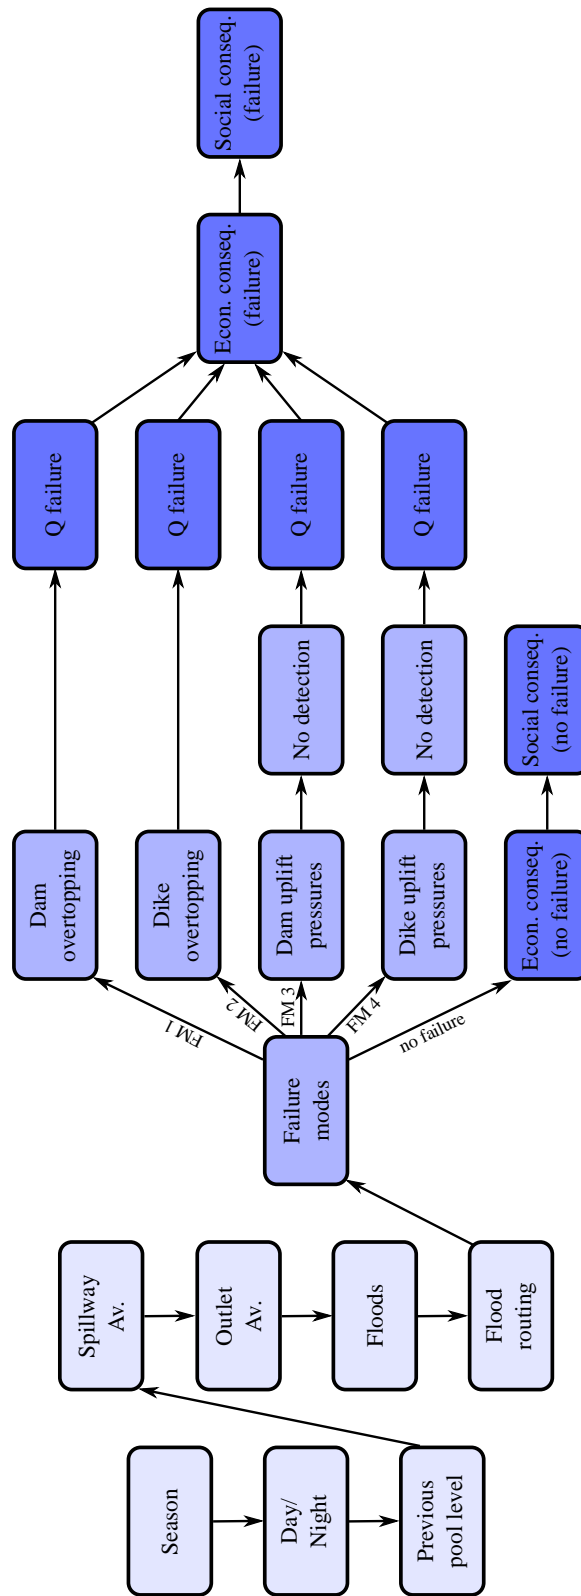 Season
Day/
Night
Previous
pool level
Spillway
Av.
Outlet
Av.
Floods
Flood
routing
Failure
modes
FM 1
FM 2
FM 3
FM 4
no failure
Dam
overtopping
Dike
overtopping
Dam uplift
pressures
Dike uplift
pressures
Econ. conseq.
(no failure)
No detection
No detection
Social conseq.
(no failure)
Q failure
Q failure
Q failure
Q failure
Econ. conseq.
(failure)
Social conseq.
(failure)